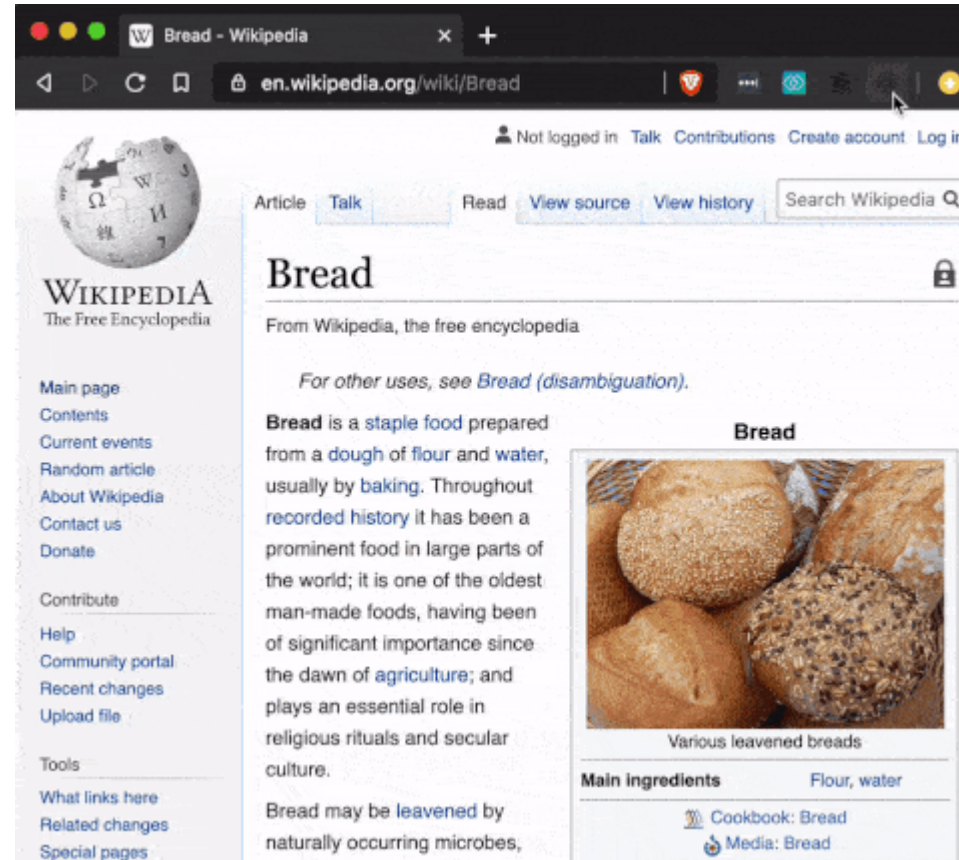 Bread - Wikipedia
en.wikipedia.org/wiki/Bread
Not logged in Talk Contributions Create account Log in
Article Talk Read View source View history Search Wikipedia
WIKIPEDIA
The Free Encyclopedia
Main page
Contents
Current events
Random article
About Wikipedia
Contact us
Donate
Contribute
Help
Community portal
Recent changes
Upload file
Tools
What links here
Related changes
Special pages
Bread
From Wikipedia, the free encyclopedia
For other uses, see Bread (disambiguation).
Bread is a staple food prepared
from a dough of flour and water,
usually by baking. Throughout
recorded history it has been a
prominent food in large parts of
the world; it is one of the oldest
man-made foods, having been
of significant importance since
the dawn of agriculture; and
plays an essential role in
religious rituals and secular
culture.
Bread may be leavened by
naturally occurring microbes,
Bread
Various leavened breads
Main ingredients Flour, water
Cookbook: Bread
Media: Bread